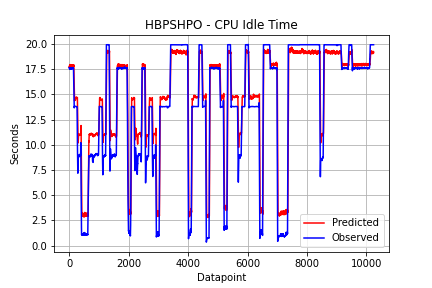 HBPSHPO - CPU Idle Time
20.0
17.5
15.0
12.5
10.0
7.5
5.0
2.5
0.0
Seconds
0 2000 4000 6000 8000 10000
Datapoint
Predicted
Observed